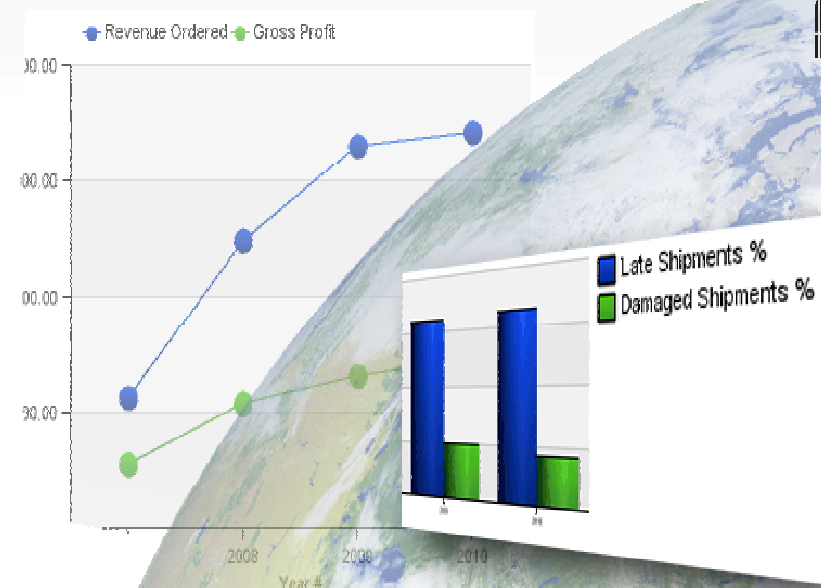 Revenue Ordered Gross Profit
00.00
00.00
00.00
00.00
2008 2009 2010
Year #
Late Shipments %
Damaged Shipments %